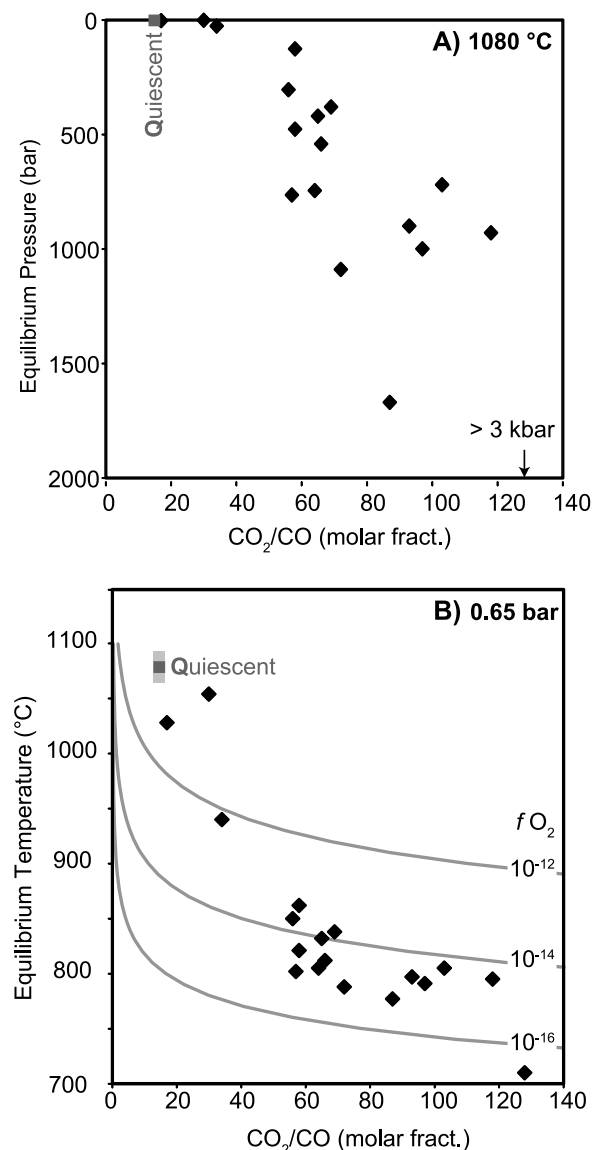 A) 1080 °C
Quiescent
Equilibrium Pressure (bar)
0
500
1000
1500
2000
> 3 kbar
0 20 40 60 80 100 120 140
CO₂/CO (molar fract.)
B) 0.65 bar
Quiescent
Equilibrium Temperature (°C)
1100
1000
900
800
700
f O₂
10⁻¹²
10⁻¹⁴
10⁻¹⁶
0 20 40 60 80 100 120 140
CO₂/CO (molar fract.)